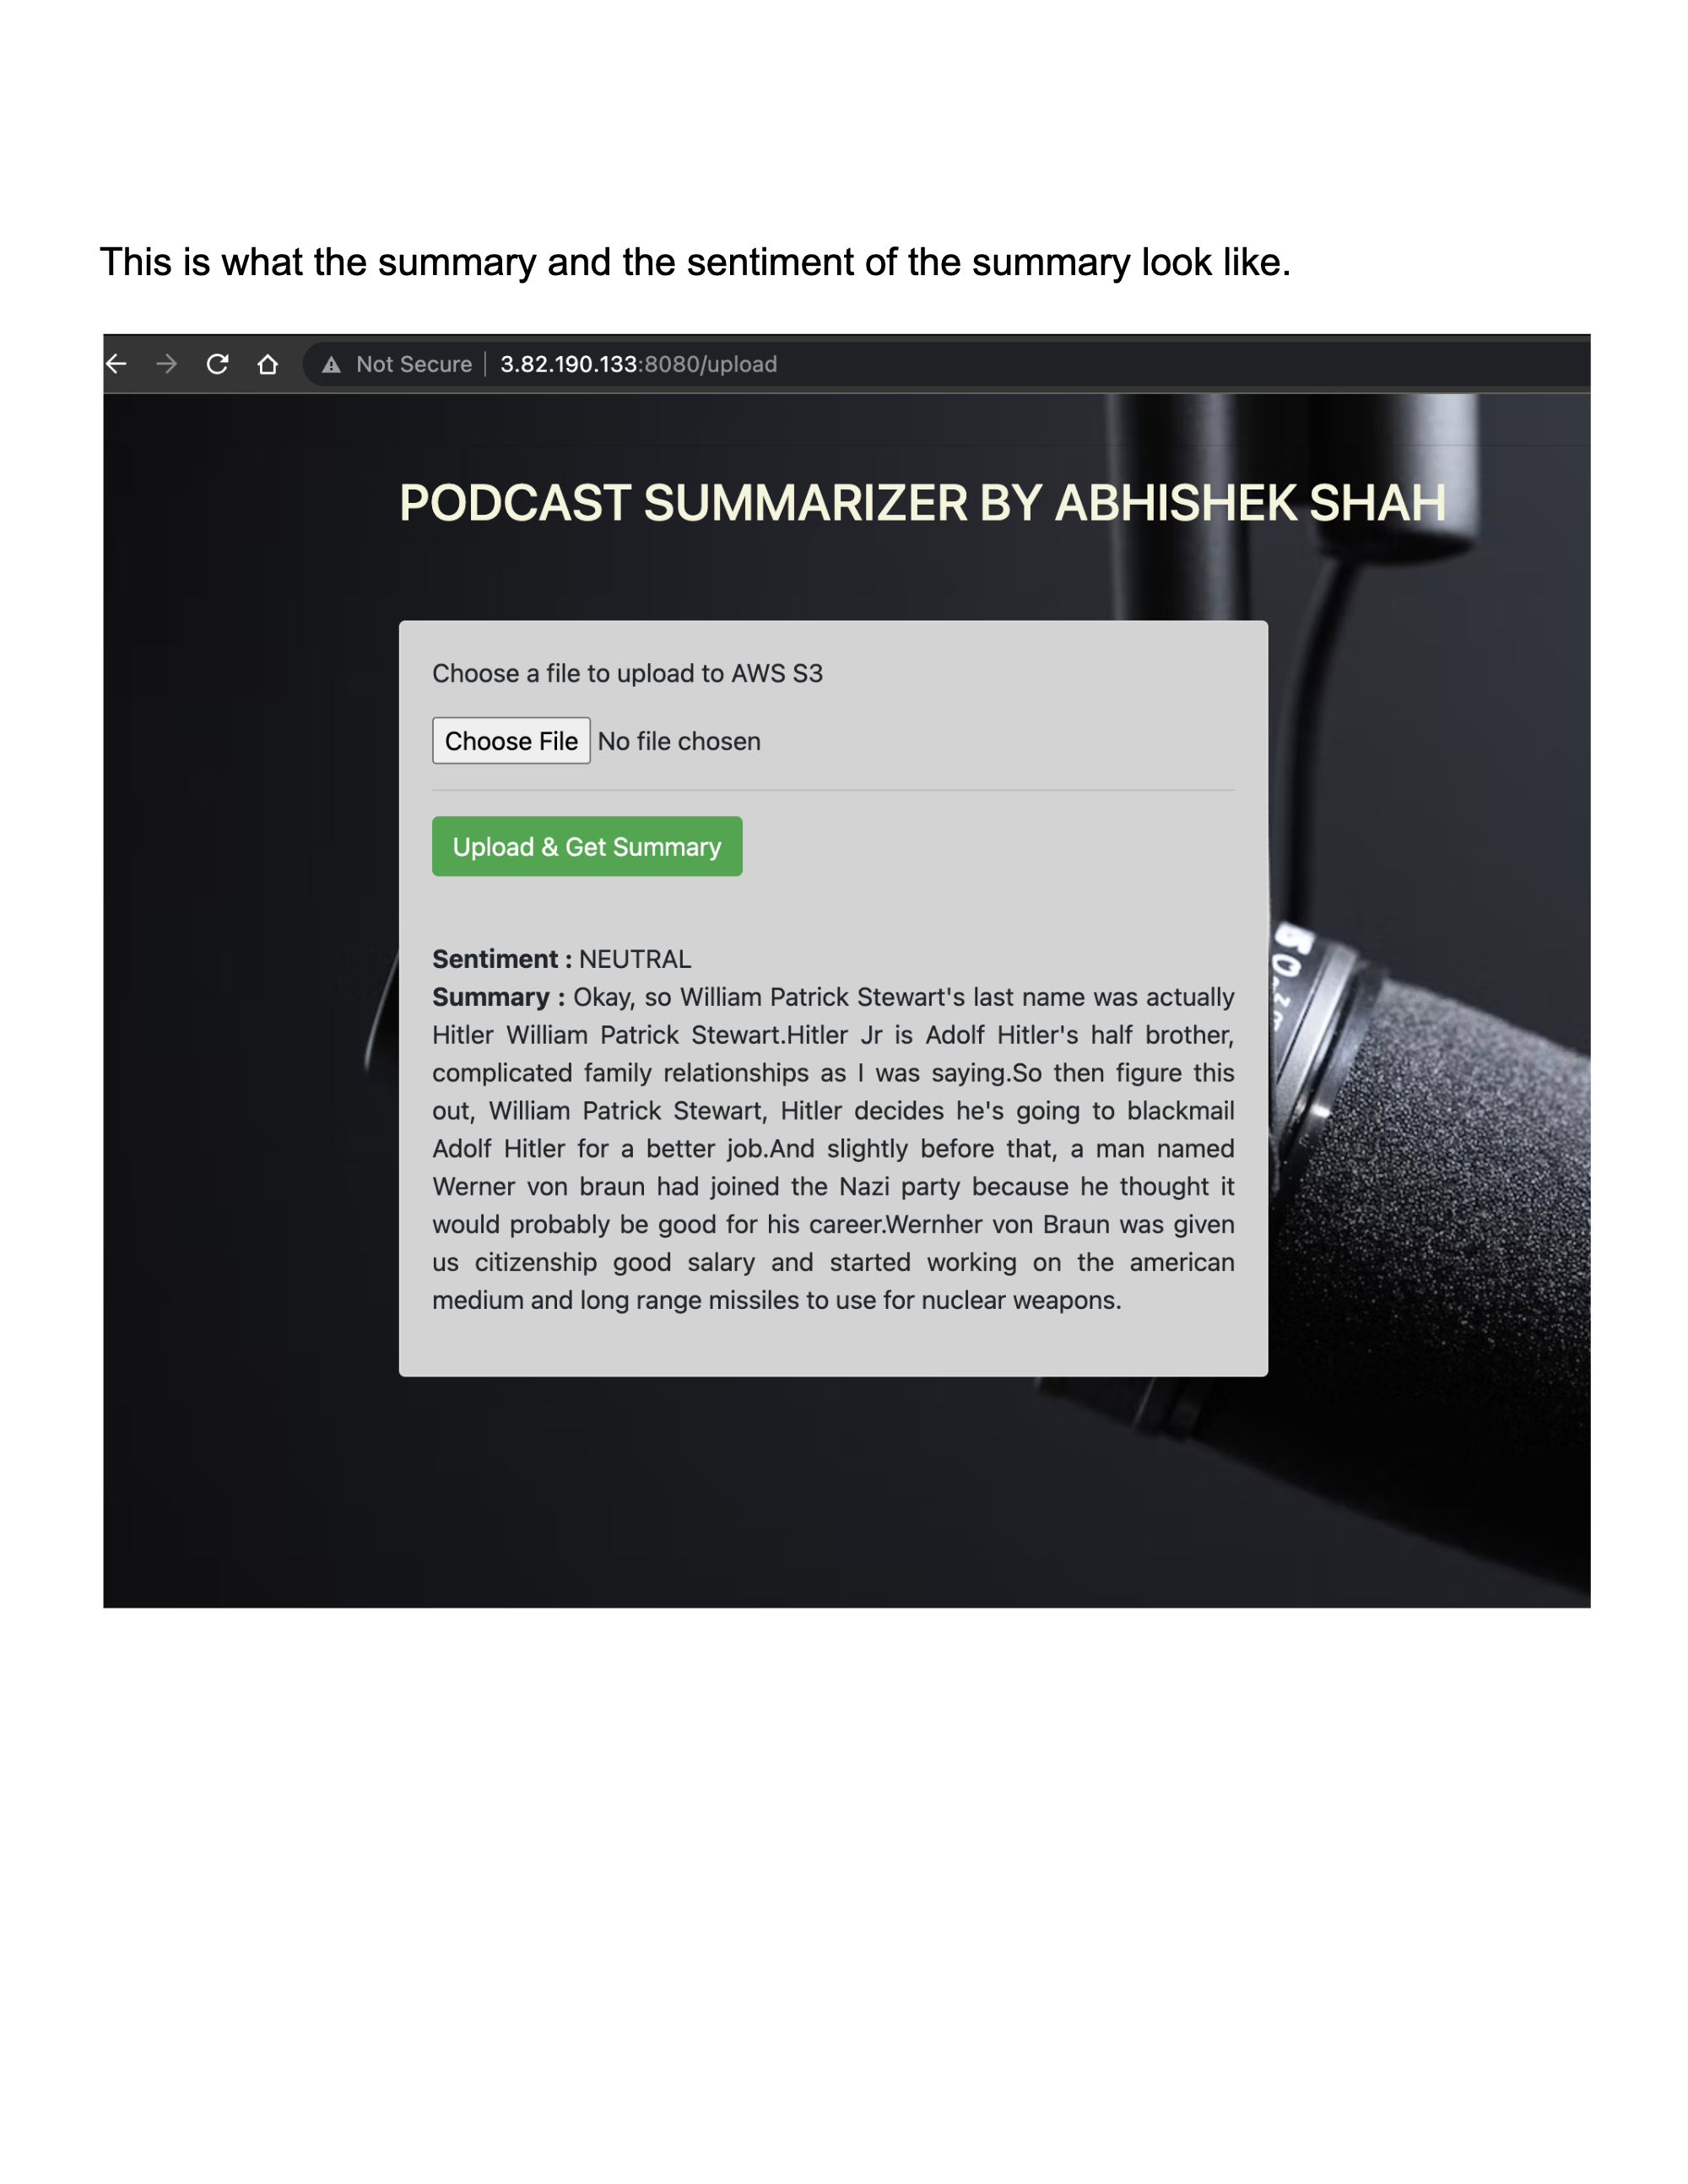 This is what the summary and the sentiment of the summary look like.
Not Secure 3.82.190.133:8080/upload
PODCAST SUMMARIZER BY ABHISHEK SHAH
Choose a file to upload to AWS S3
Choose File No file chosen
Upload & Get Summary
Sentiment : NEUTRAL
Summary : Okay, so William Patrick Stewart's last name was actually
Hitler William Patrick Stewart.Hitler Jr is Adolf Hitler's half brother,
complicated family relationships as I was saying.So then figure this
out, William Patrick Stewart, Hitler decides he's going to blackmail
Adolf Hitler for a better job.And slightly before that, a man named
Werner von braun had joined the Nazi party because he thought it
would probably be good for his career.Wernher von Braun was given
us citizenship good salary and started working on the american
medium and long range missiles to use for nuclear weapons.